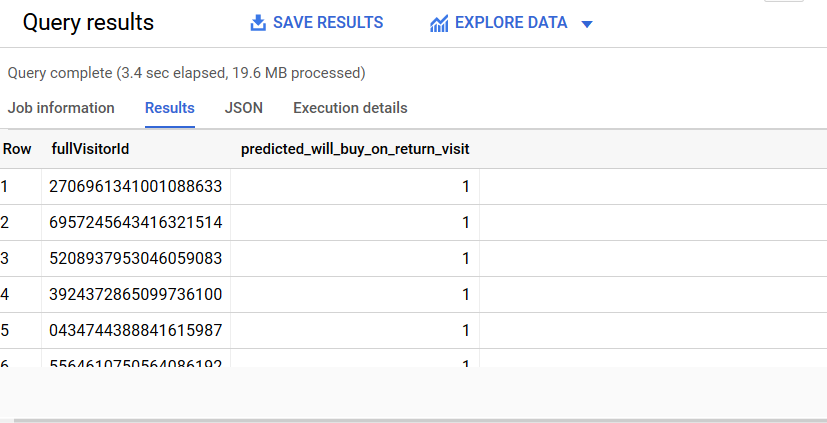 Query results SAVE RESULTS EXPLORE DATA
Query complete (3.4 sec elapsed, 19.6 MB processed)
Job information Results JSON Execution details
Row fullVisitorId predicted_will_buy_on_return_visit
1 2706961341001088633 1
2 6957245643416321514 1
3 5208937953046059083 1
4 3924372865099736100 1
5 0434744388841615987 1
6 5564610750564086192 1